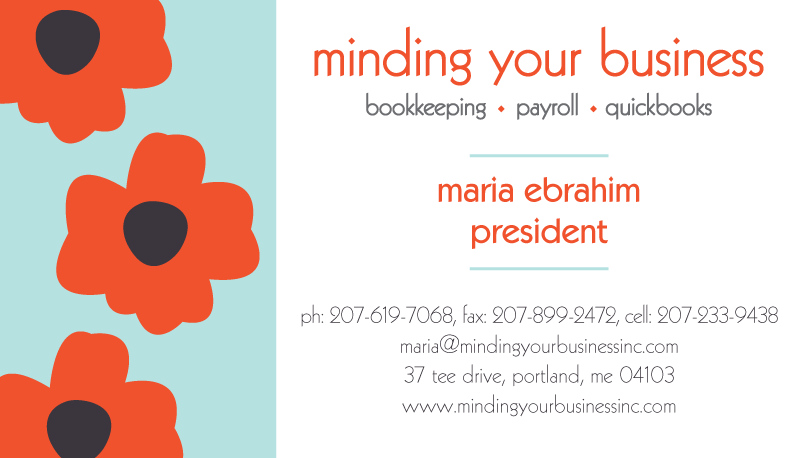 minding your business
bookkeeping • payroll • quickbooks
maria ebrahim
president
ph: 207-619-7068, fax: 207-899-2472, cell: 207-233-9438
maria@mindingyourbusinessinc.com
37 tee drive, portland, me 04103
www.mindingyourbusinessinc.com